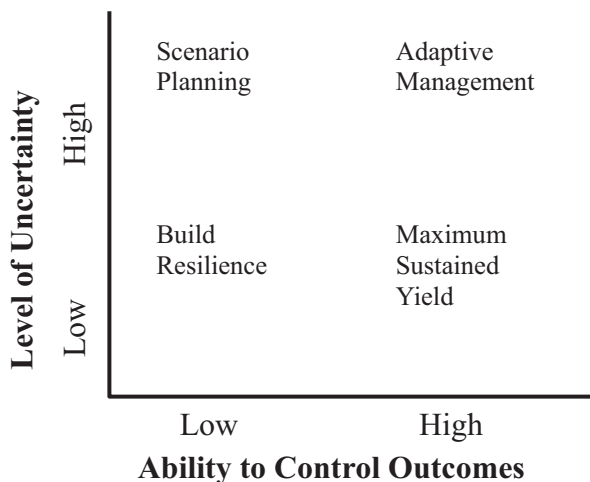 Scenario
Planning
Adaptive
Management
Level of Uncertainty
High
Low
Build
Resilience
Maximum
Sustained
Yield
Low
High
Ability to Control Outcomes